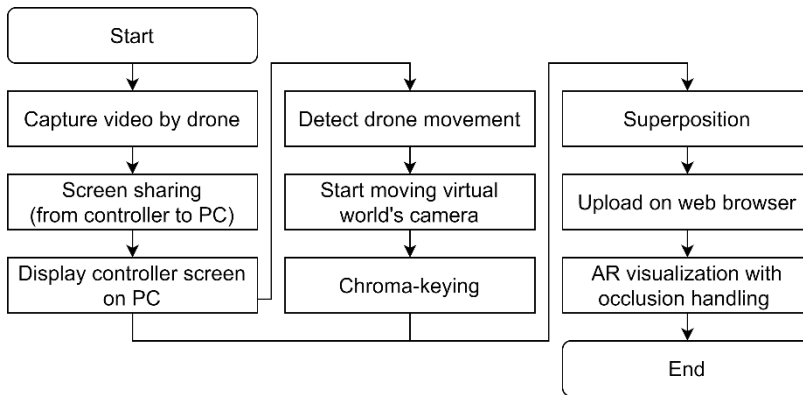 Start
Capture video by drone
Screen sharing
(from controller to PC)
Display controller screen
on PC
Detect drone movement
Start moving virtual
world's camera
Chroma-keying
Superposition
Upload on web browser
AR visualization with
occlusion handling
End